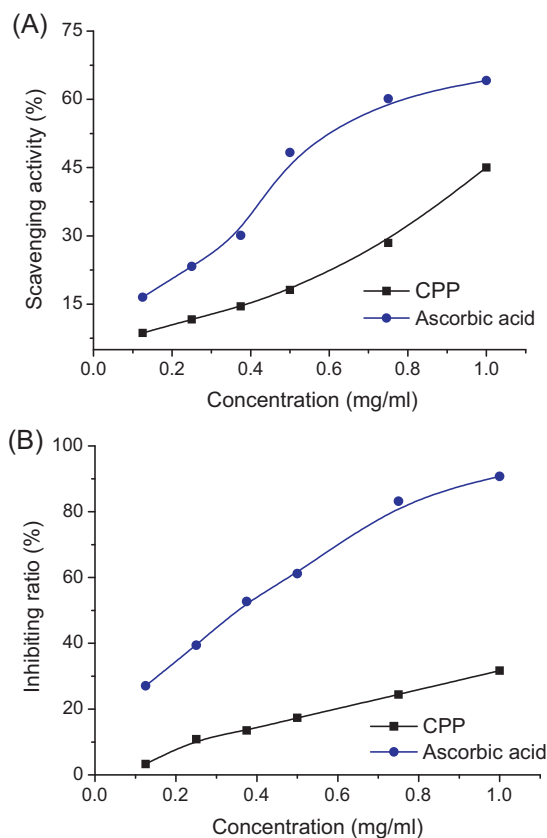 (A)
75
60
45
30
15
Scavenging activity (%)
CPP
Ascorbic acid
0.0 0.2 0.4 0.6 0.8 1.0
Concentration (mg/ml)
(B)
100
80
60
40
20
0
Inhibiting ratio (%)
CPP
Ascorbic acid
0.0 0.2 0.4 0.6 0.8 1.0
Concentration (mg/ml)